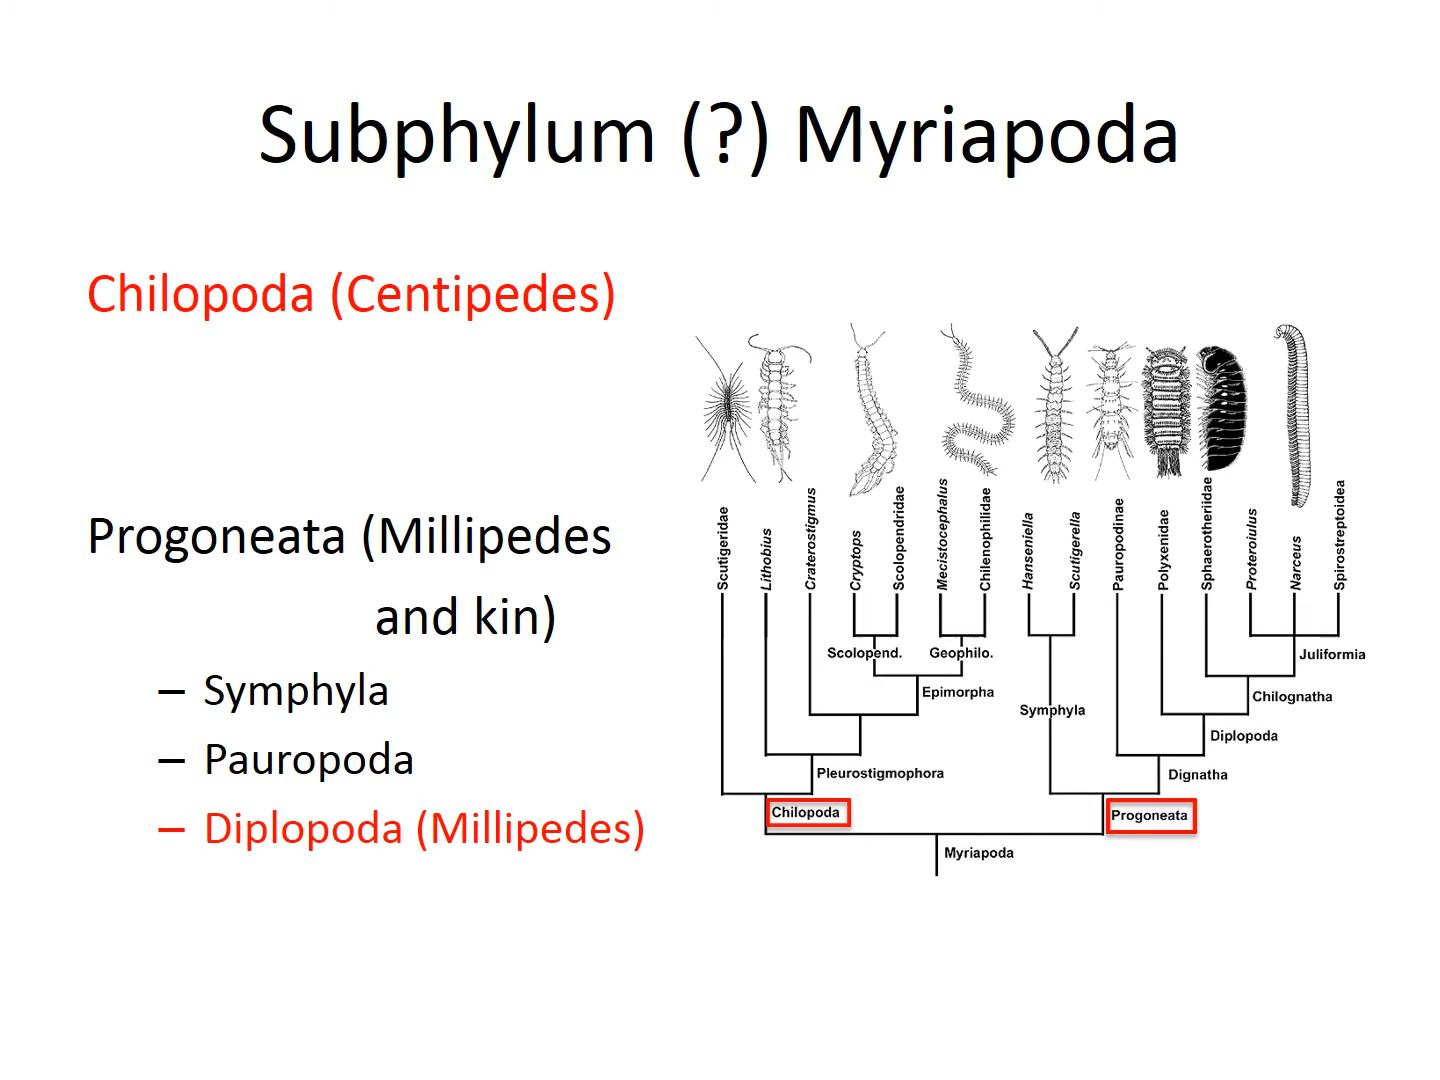 Subphylum (?) Myriapoda
Chilopoda (Centipedes)
Progoneata (Millipedes
and kin)
– Symphyla
– Pauropoda
– Diplopoda (Millipedes)
Scutigeridae
Lithobius
Craterostigmus
Cryptops
Scolopendridae
Mecistocephalus
Chilenophilidae
Hanseniella
Scutigerella
Pauropodinae
Polyxenidae
Sphaerotheriidae
Proteroiulus
Narceus
Spirostreptoidea
Scolopend.
Geophilo.
Juliformia
Epimorpha
Chilognatha
Symphyla
Diplopoda
Pleurostigmophora
Dignatha
Chilopoda
Progoneata
Myriapoda